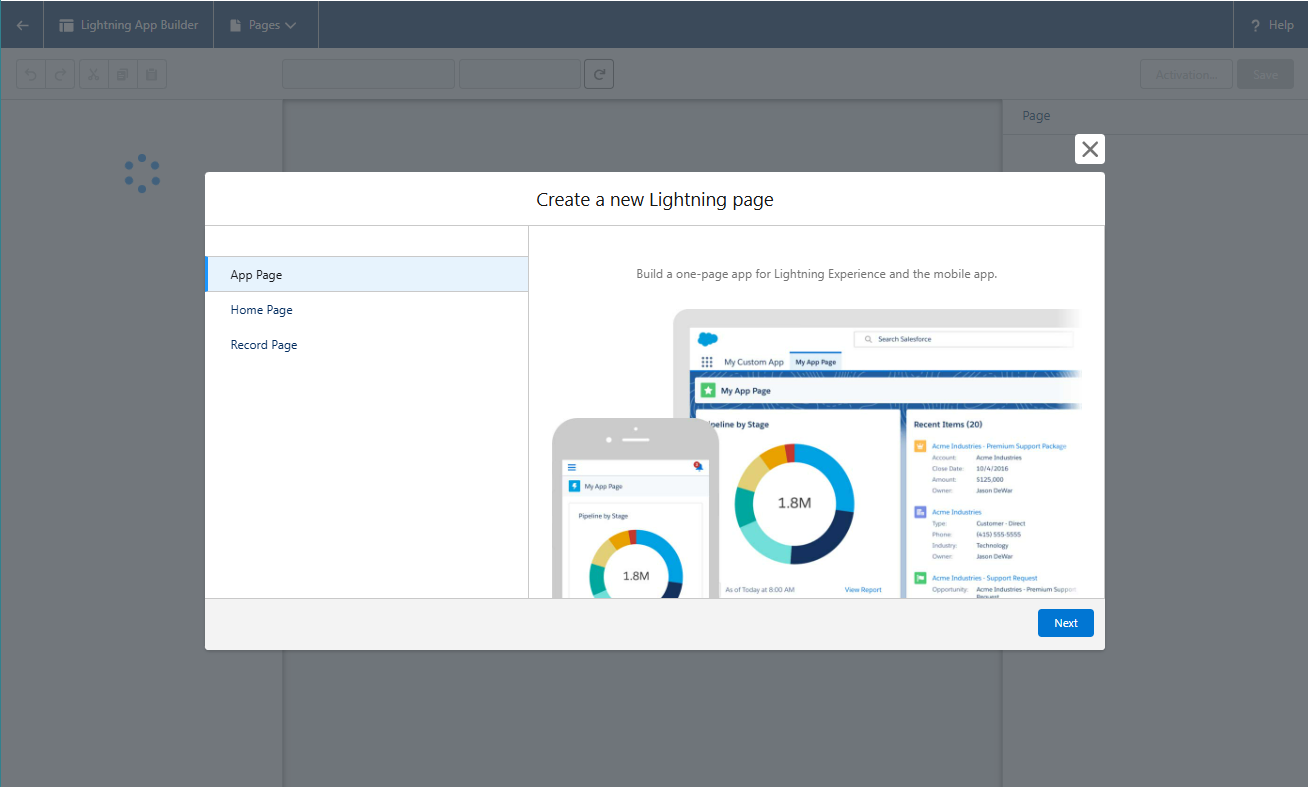 Lightning App Builder
Pages
? Help
Activation...
Save
Page
Create a new Lightning page
App Page
Home Page
Record Page
Build a one-page app for Lightning Experience and the mobile app.
Search Salesforce
My Custom App
My App Page
My App Page
peline by Stage
1.8M
As of Today at 8:00 AM
View Report
Recent Items (20)
Acme Industries - Premium Support Package
Account: Acme Industries
Close Date: 10/4/2016
Amount: $125,000
Owner: Jason DeWar
Acme Industries
Type: Customer - Direct
Phone: (415) 555-5555
Industry: Technology
Owner: Jason DeWar
Acme Industries - Support Request
Opportunity: Acme Industries - Premium Support
Request
My App Page
Pipeline by Stage
1.8M
Next